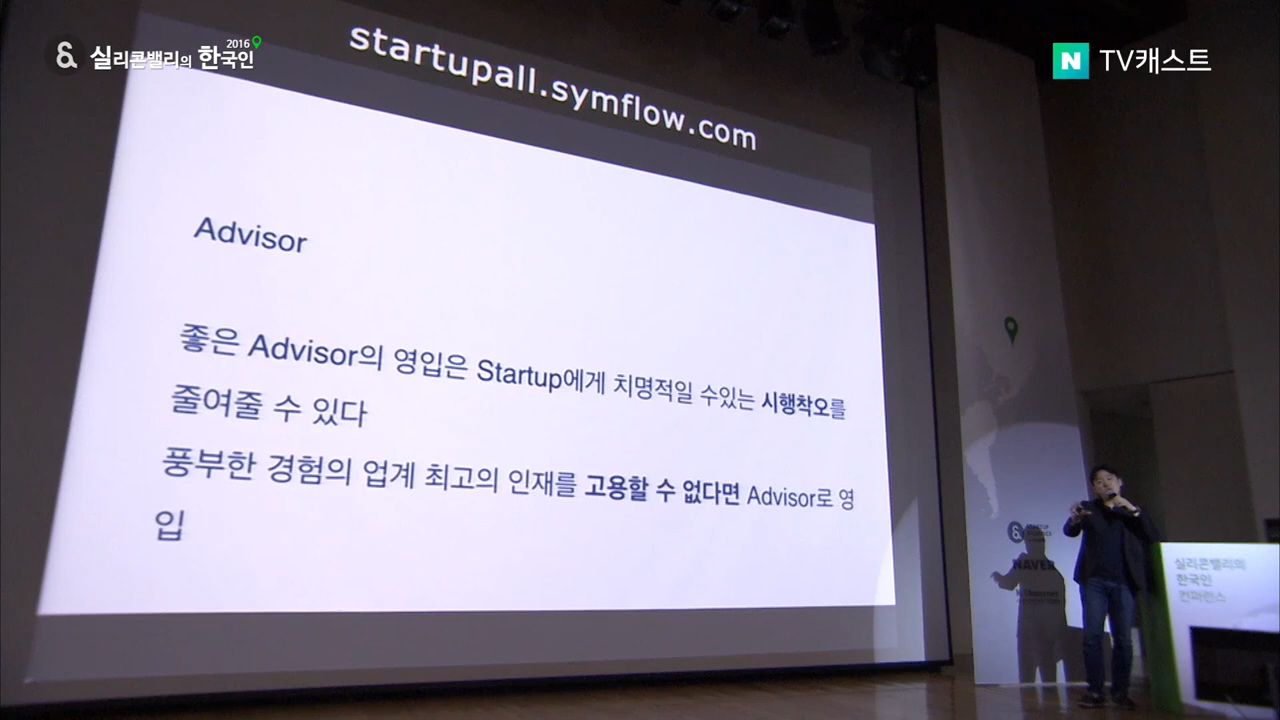 2016
실리콘밸리의 한국인
N TV캐스트
startupall.symflow.com
Advisor
좋은 Advisor의 영입은 Startup에게 치명적일 수있는 시행착오를
줄여줄 수 있다
풍부한 경험의 업계 최고의 인재를 고용할 수 없다면 Advisor로 영
입
NAVER
실리콘밸리의
한국인
컨퍼런스